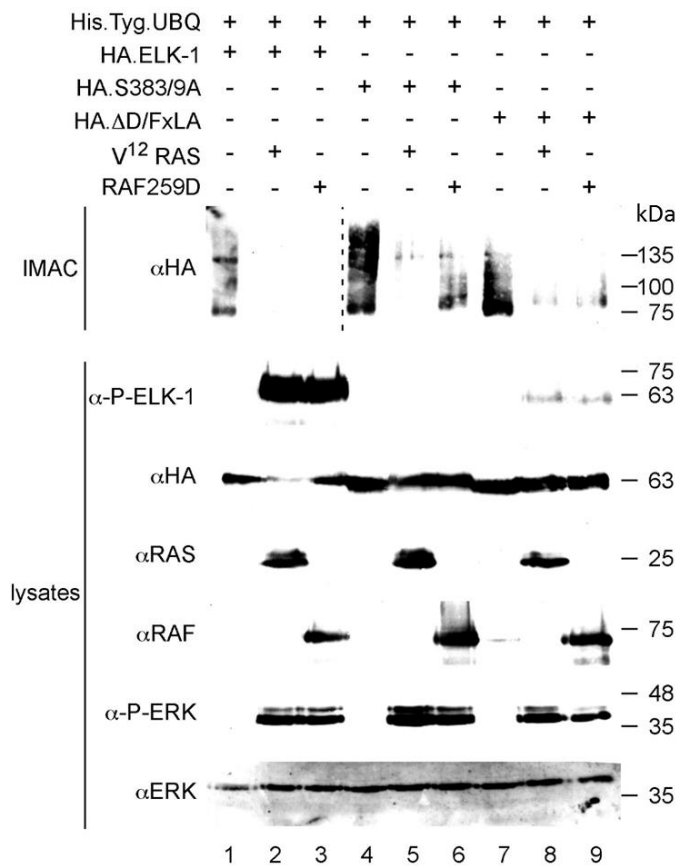 His.Tyg.UBQ + + + + + + + + +
HA.ELK-1 + + + - - - - - -
HA.S383/9A - - - + + + - - -
HA.ΔD/FxLA - - - - - - + + +
V¹² RAS - + - - + - - + -
RAF259D - - + - - + - - +
kDa
IMAC αHA 135
100
75
α-P-ELK-1 75
63
αHA 63
αRAS 25
lysates
αRAF 75
α-P-ERK 48
35
αERK 35
1 2 3 4 5 6 7 8 9